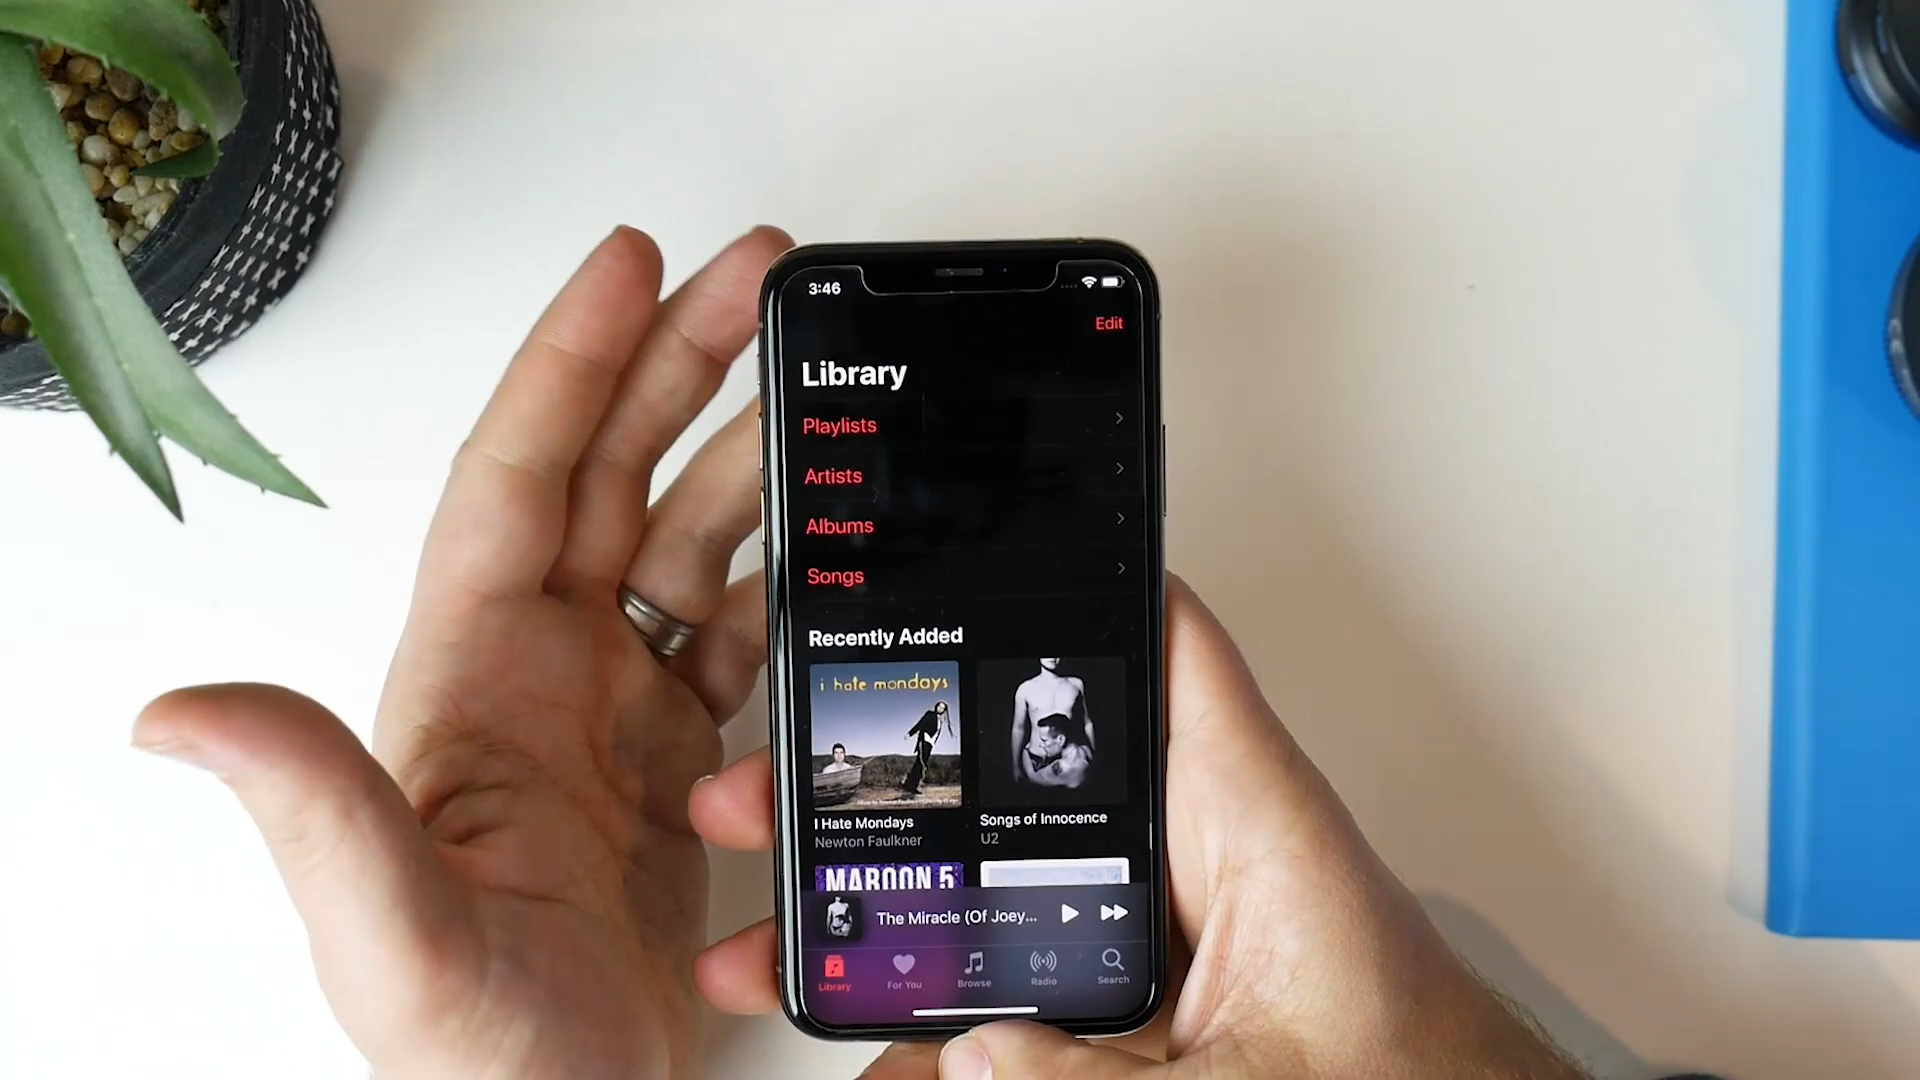 3:46
Edit
Library
Playlists
Artists
Albums
Songs
Recently Added
i hate mondays
I Hate Mondays
Newton Faulkner
Songs of Innocence
U2
MAROON 5
The Miracle (Of Joey...
Library
For You
Browse
Radio
Search